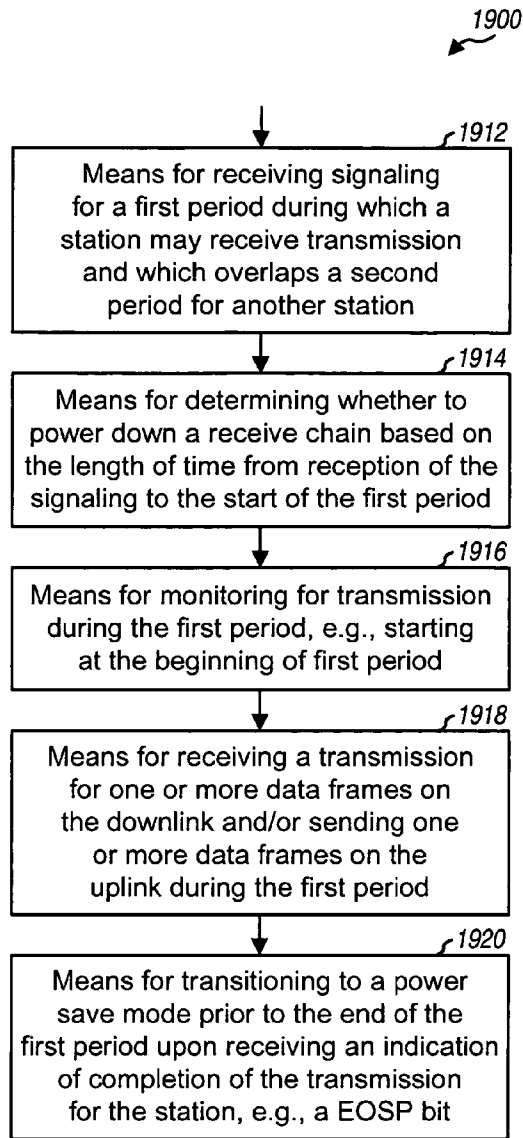 1900
1912
Means for receiving signaling
for a first period during which a
station may receive transmission
and which overlaps a second
period for another station
1914
Means for determining whether to
power down a receive chain based on
the length of time from reception of the
signaling to the start of the first period
1916
Means for monitoring for transmission
during the first period, e.g., starting
at the beginning of first period
1918
Means for receiving a transmission
for one or more data frames on
the downlink and/or sending one
or more data frames on the
uplink during the first period
1920
Means for transitioning to a power
save mode prior to the end of the
first period upon receiving an indication
of completion of the transmission
for the station, e.g., a EOSP bit